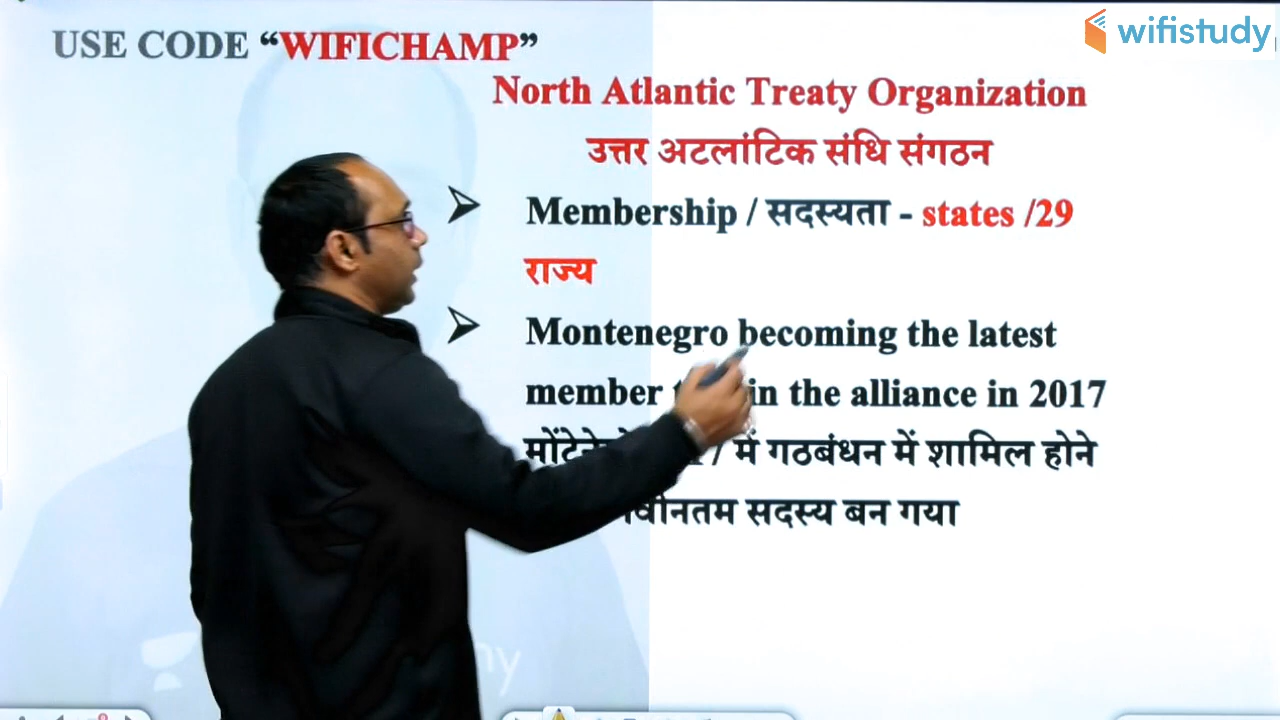 USE CODE “WIFICHAMP”
wifistudy
North Atlantic Treaty Organization
उत्तर अटलांटिक संधि संगठन
Membership / सदस्यता - states /29
राज्य
Montenegro becoming the latest
member in the alliance in 2017
में गठबंधन में शामिल होने
सदस्य बन गया